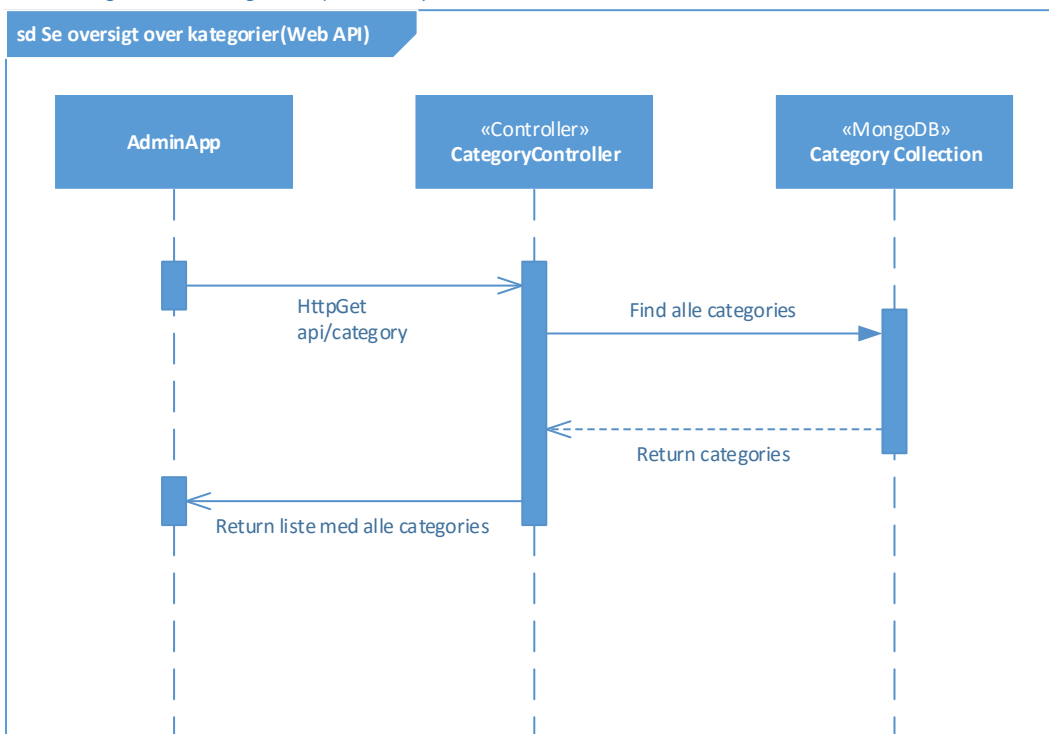 sd Se oversigt over kategorier(Web API)
AdminApp
«Controller»
CategoryController
«MongoDB»
Category Collection
HttpGet
api/category
Find alle categories
Return categories
Return liste med alle categories